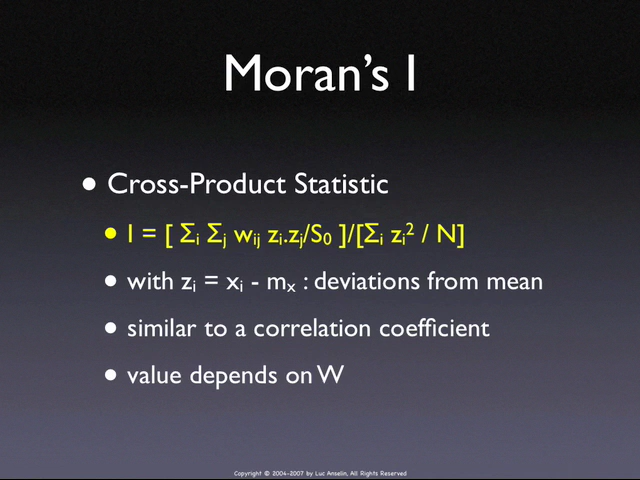 Moran's I
• Cross-Product Statistic
• I = [ Σᵢ Σⱼ wᵢⱼ zᵢ.zⱼ/S₀ ]/[Σᵢ zᵢ² / N]
• with zᵢ = xᵢ - mₓ : deviations from mean
• similar to a correlation coefficient
• value depends on W
Copyright © 2004-2007 by Luc Anselin, All Rights Reserved